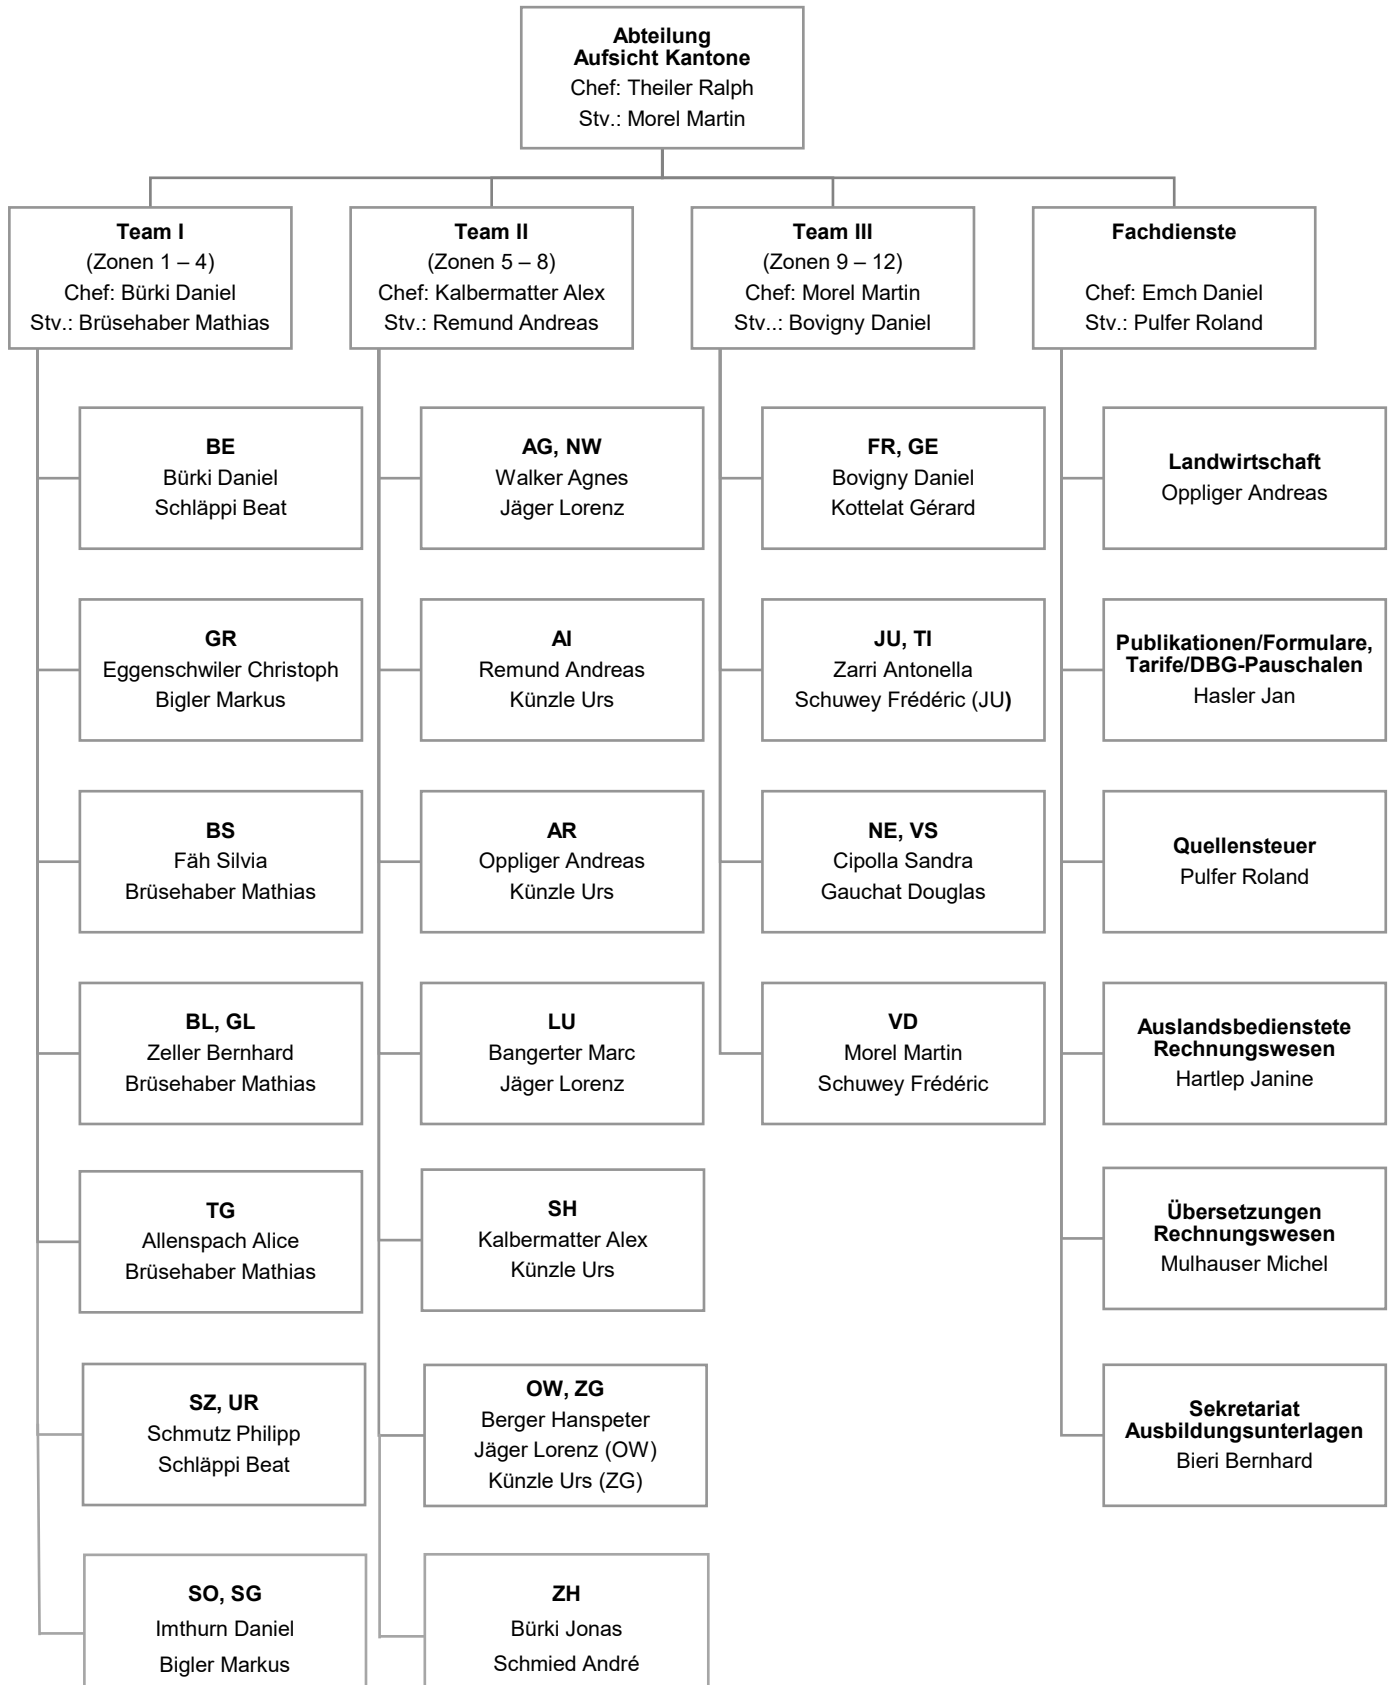 Abteilung
Aufsicht Kantone
Chef: Theiler Ralph
Stv.: Morel Martin
Team I
(Zonen 1 – 4)
Chef: Bürki Daniel
Stv.: Brüsehaber Mathias
Team II
(Zonen 5 – 8)
Chef: Kalbermatter Alex
Stv.: Remund Andreas
Team III
(Zonen 9 – 12)
Chef: Morel Martin
Stv..: Bovigny Daniel
Fachdienste
Chef: Emch Daniel
Stv.: Pulfer Roland
BE
Bürki Daniel
Schläppi Beat
AG, NW
Walker Agnes
Jäger Lorenz
FR, GE
Bovigny Daniel
Kottelat Gérard
Landwirtschaft
Oppliger Andreas
GR
Eggenschwiler Christoph
Bigler Markus
AI
Remund Andreas
Künzle Urs
JU, TI
Zarri Antonella
Schuwey Frédéric (JU)
Publikationen/Formulare,
Tarife/DBG-Pauschalen
Hasler Jan
BS
Fäh Silvia
Brüsehaber Mathias
AR
Oppliger Andreas
Künzle Urs
NE, VS
Cipolla Sandra
Gauchat Douglas
Quellensteuer
Pulfer Roland
BL, GL
Zeller Bernhard
Brüsehaber Mathias
LU
Bangerter Marc
Jäger Lorenz
VD
Morel Martin
Schuwey Frédéric
Auslandsbedienstete
Rechnungswesen
Hartlep Janine
TG
Allenspach Alice
Brüsehaber Mathias
SH
Kalbermatter Alex
Künzle Urs
Übersetzungen
Rechnungswesen
Mulhauser Michel
SZ, UR
Schmutz Philipp
Schläppi Beat
OW, ZG
Berger Hanspeter
Jäger Lorenz (OW)
Künzle Urs (ZG)
Sekretariat
Ausbildungsunterlagen
Bieri Bernhard
SO, SG
Imthurn Daniel
Bigler Markus
ZH
Bürki Jonas
Schmied André